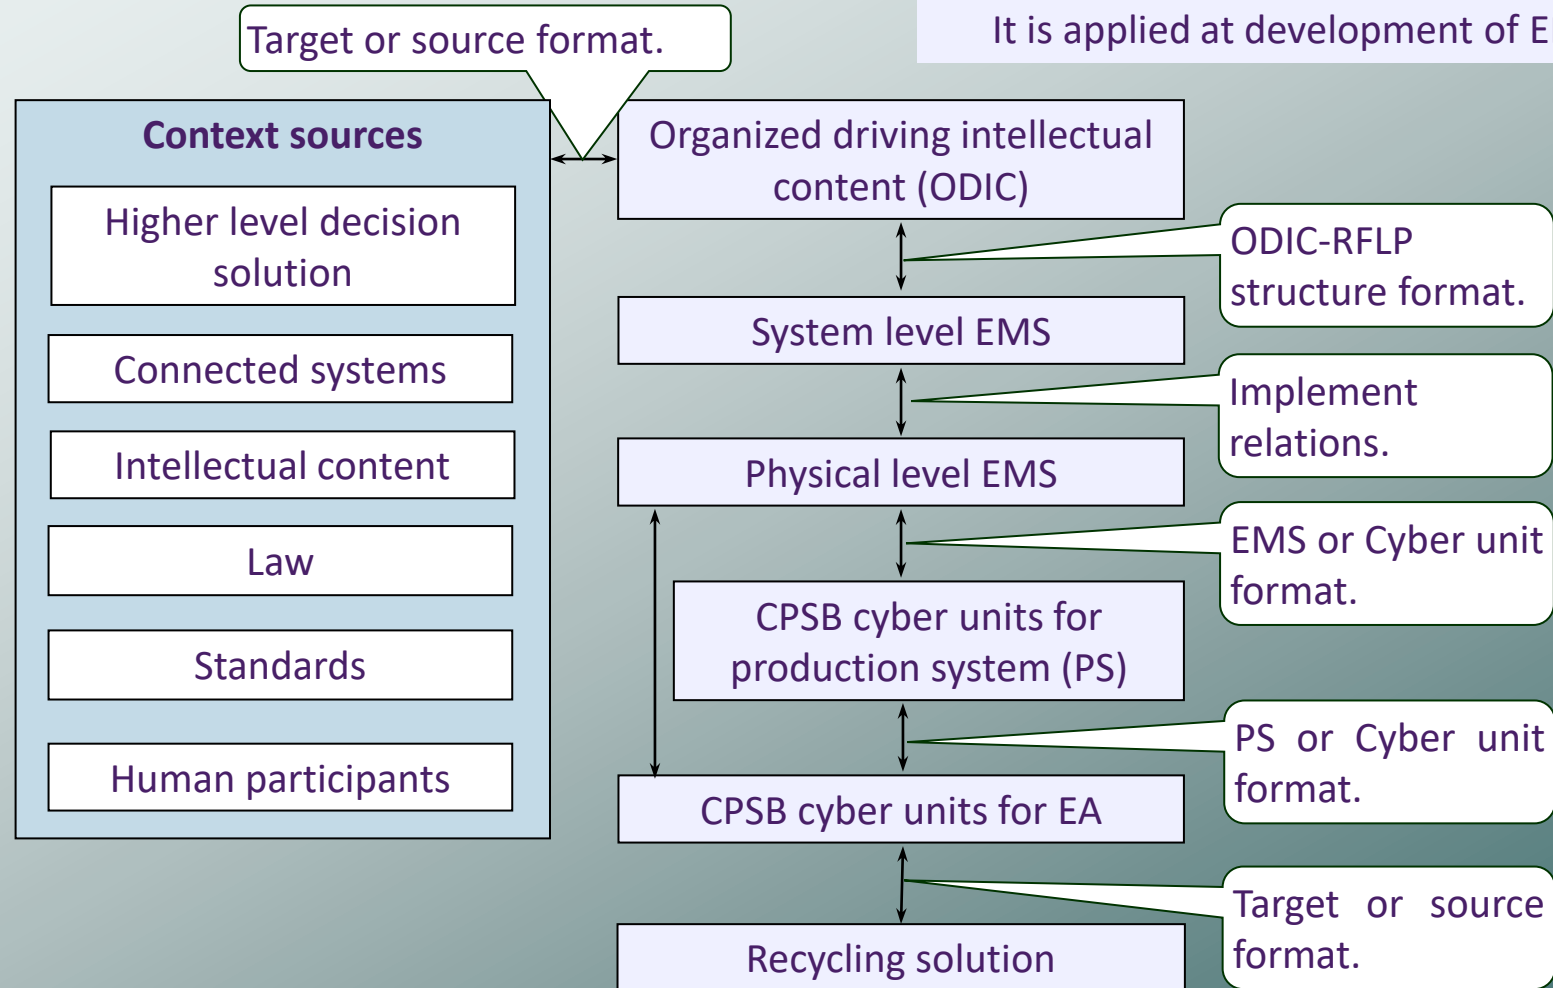 Target or source format.
It is applied at development of E
Context sources
Higher level decision
solution
Connected systems
Intellectual content
Law
Standards
Human participants
Organized driving intellectual
content (ODIC)
ODIC-RFLP
structure format.
System level EMS
Implement
relations.
Physical level EMS
EMS or Cyber unit
format.
CPSB cyber units for
production system (PS)
PS or Cyber unit
format.
CPSB cyber units for EA
Target or source
format.
Recycling solution